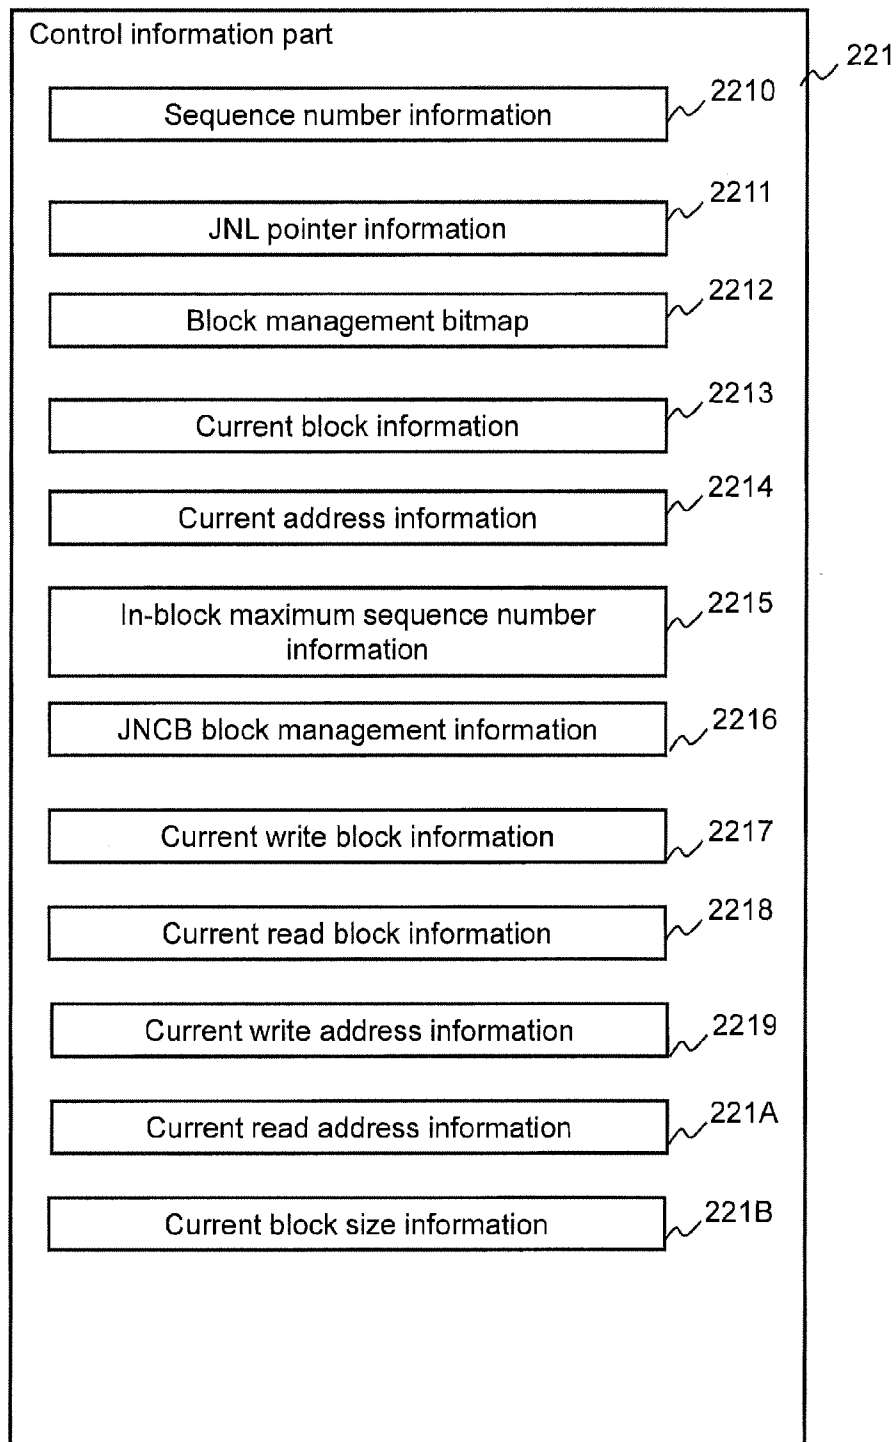 Control information part
221
Sequence number information
2210
JNL pointer information
2211
Block management bitmap
2212
Current block information
2213
Current address information
2214
In-block maximum sequence number
information
2215
JNCB block management information
2216
Current write block information
2217
Current read block information
2218
Current write address information
2219
Current read address information
221A
Current block size information
221B